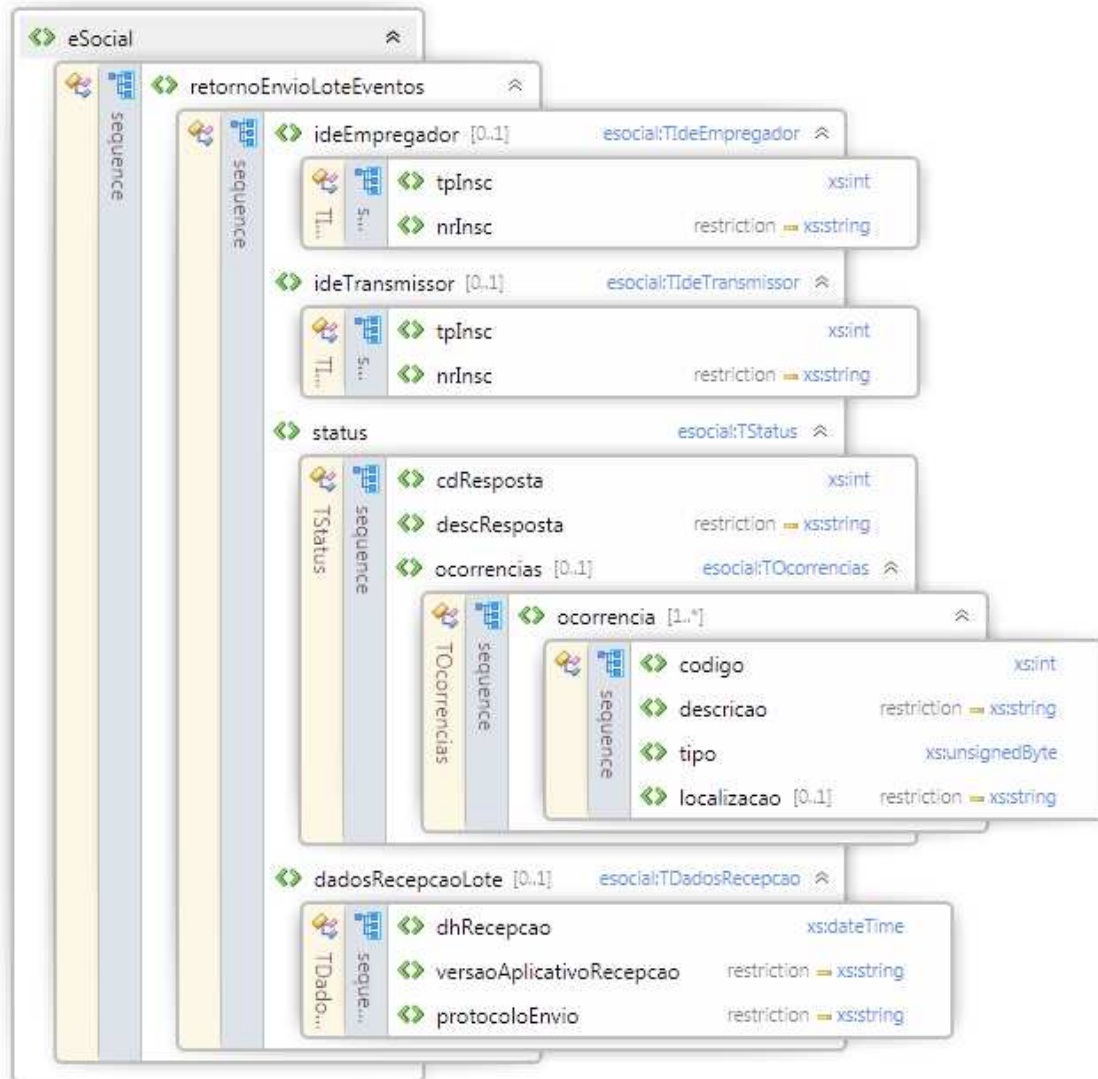 eSocial
sequence
retornoEnvioLoteEventos
sequence
ideEmpregador [0..1] esocial:TIdeEmpregador
TI...
s...
tpInsc xs:int
nrInsc restriction xs:string
ideTransmissor [0..1] esocial:TIdeTransmissor
TI...
s...
tpInsc xs:int
nrInsc restriction xs:string
status esocial:TStatus
TStatus
sequence
cdResposta xs:int
descResposta restriction xs:string
ocorrencias [0..1] esocial:TOcorrencias
TOcorrencias
sequence
ocorrencia [1..*]
sequence
codigo xs:int
descricao restriction xs:string
tipo xs:unsignedByte
localizacao [0..1] restriction xs:string
dadosRecepcaoLote [0..1] esocial:TDadosRecepcao
TDado...
seque...
dhRecepcao xs:dateTime
versaoAplicativoRecepcao restriction xs:string
protocoloEnvio restriction xs:string